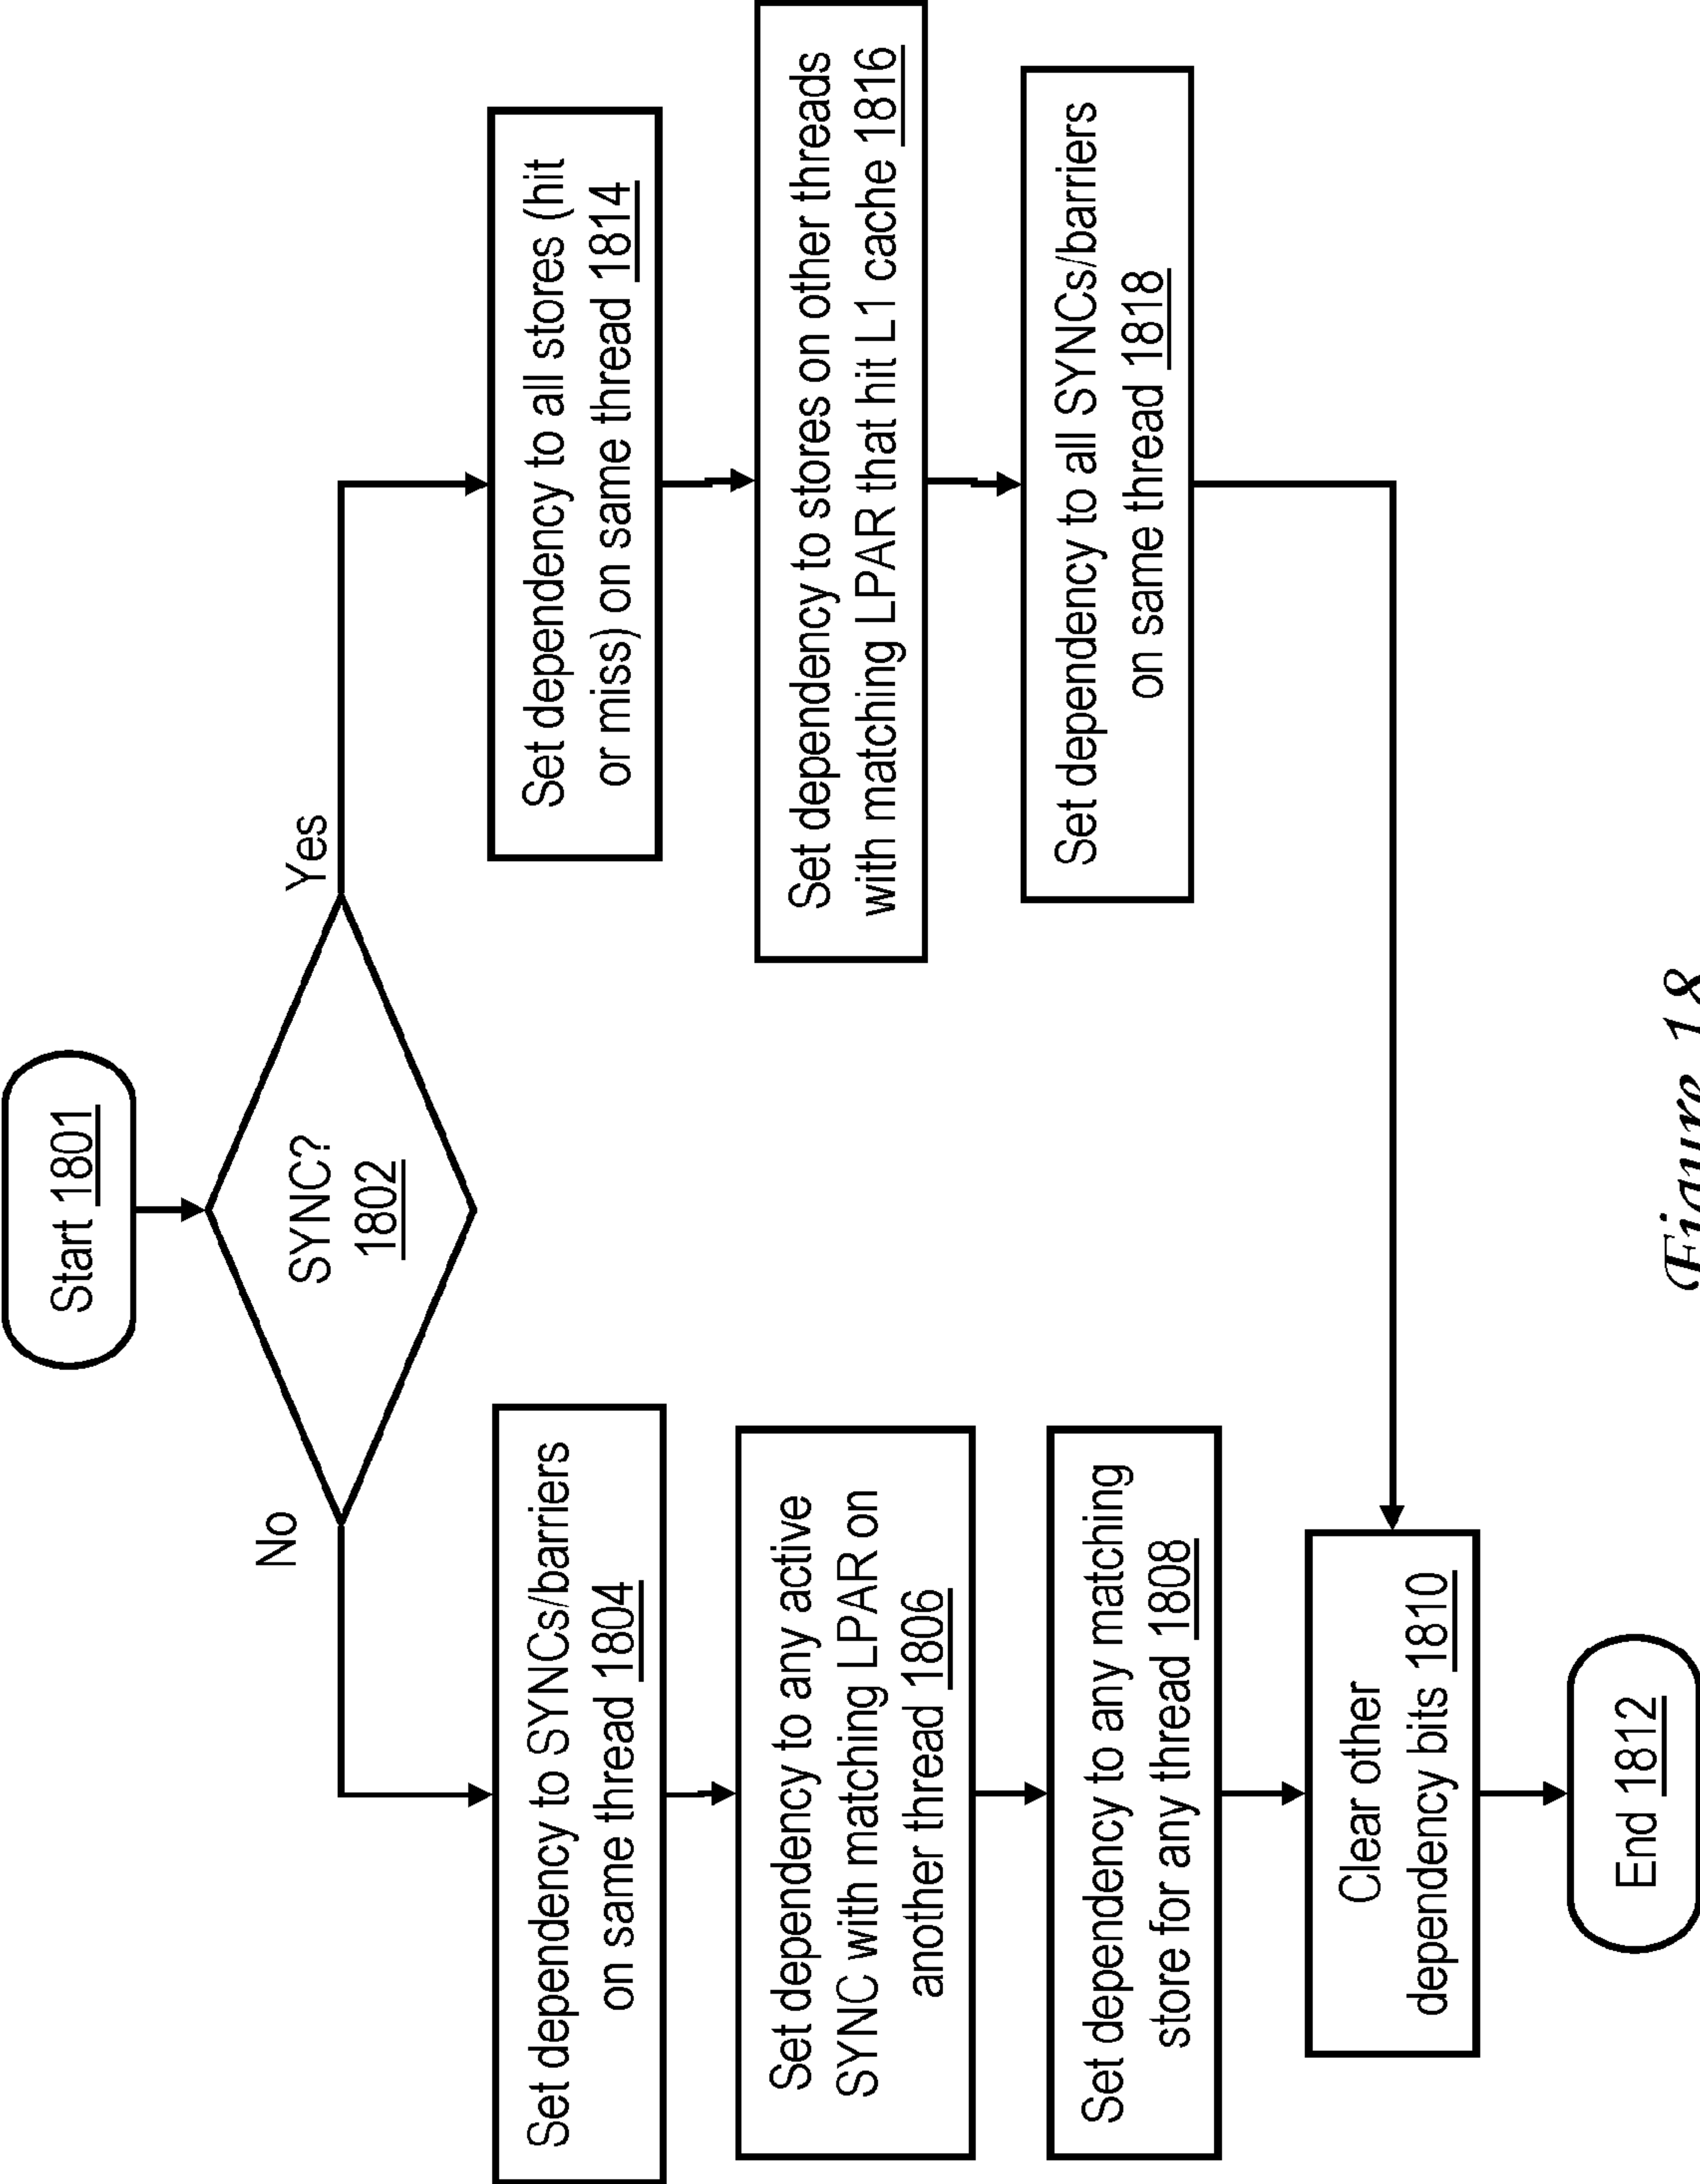 Start 1801
SYNC?
1802
No
Yes
Set dependency to SYNCs/barriers
on same thread 1804
Set dependency to any active
SYNC with matching LPAR on
another thread 1806
Set dependency to any matching
store for any thread 1808
Clear other
dependency bits 1810
End 1812
Set dependency to all stores (hit
or miss) on same thread 1814
Set dependency to stores on other threads
with matching LPAR that hit L1 cache 1816
Set dependency to all SYNCs/barriers
on same thread 1818
Figure 18